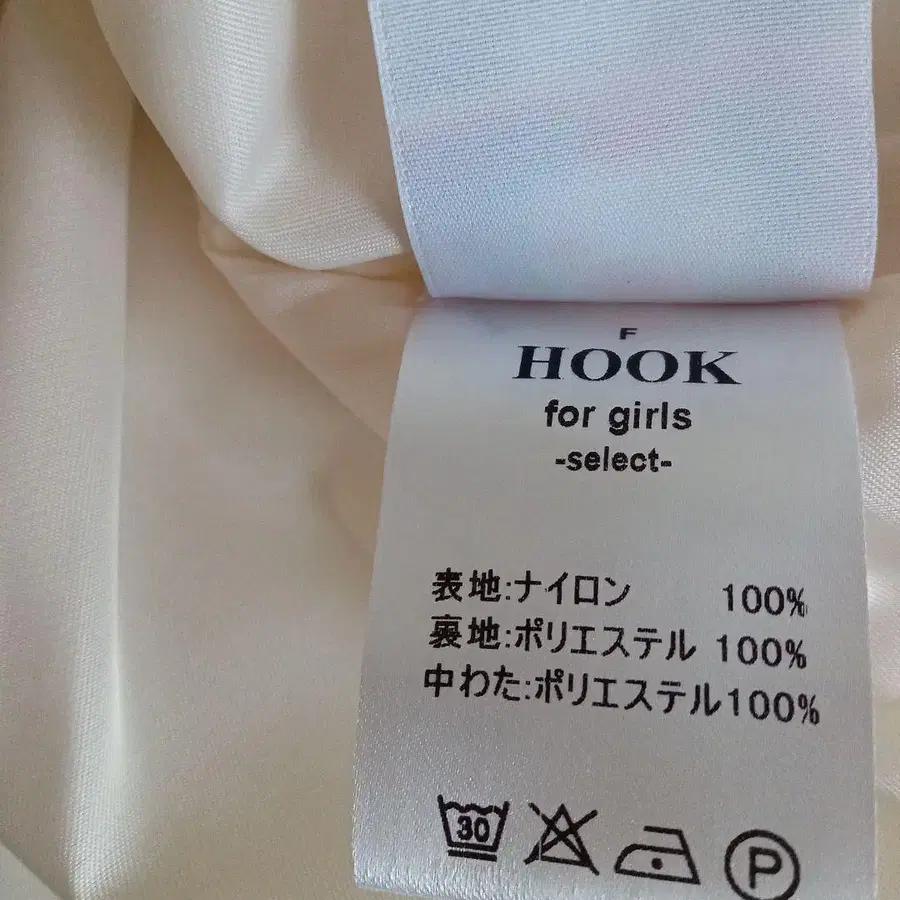 F
HOOK
for girls
-select-
表地:ナイロン 100%
裏地:ポリエステル 100%
中わた:ポリエステル100%
30 P